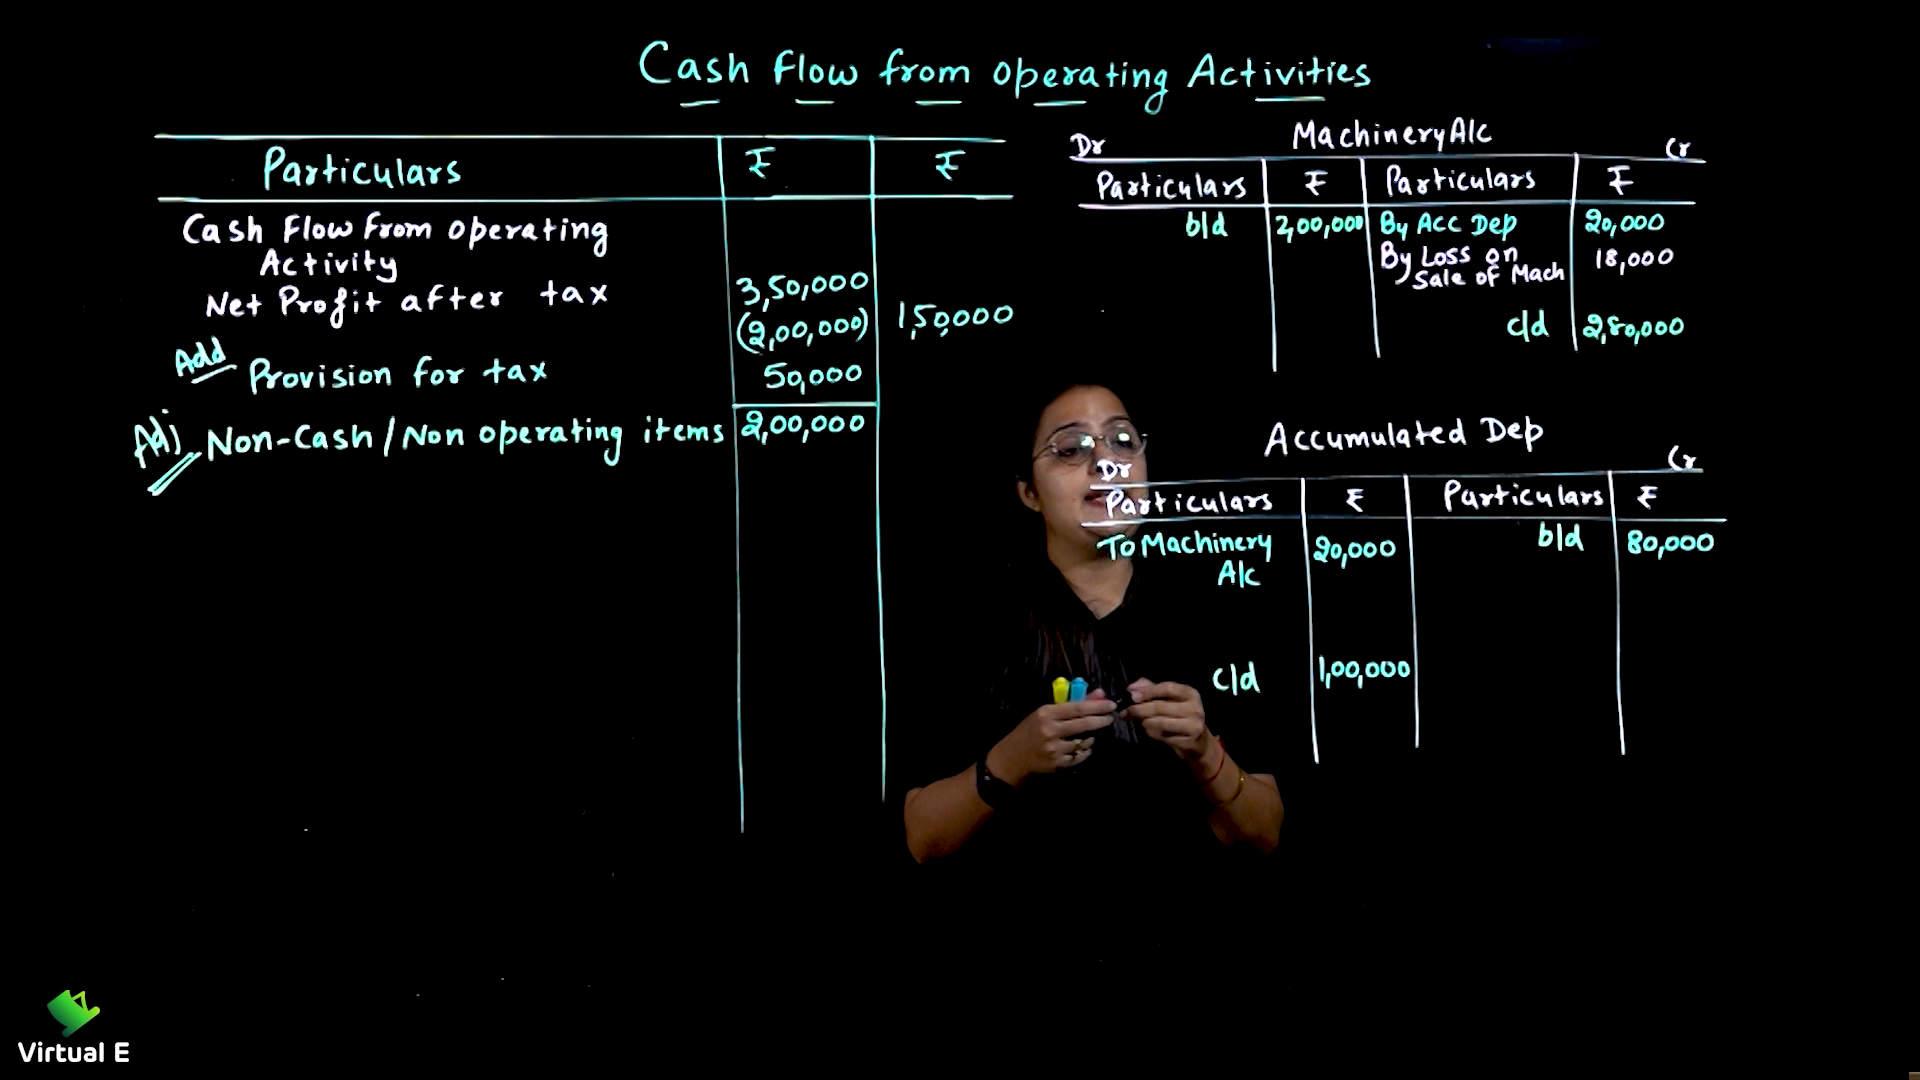 Cash Flow from Operating Activities
Particulars ₹ ₹
Cash Flow From Operating
Activity
Net Profit after tax 3,50,000
(2,00,000) 1,50,000
Add Provision for tax 50,000
Adj Non-Cash/Non operating items 2,00,000
Machinery A/c
Dr Cr
Particulars ₹ Particulars ₹
b/d 2,00,000 By Acc Dep 20,000
By Loss on
Sale of Mach 18,000
c/d 2,80,000
Accumulated Dep
Dr Cr
Particulars ₹ Particulars ₹
To Machinery 20,000 b/d 80,000
A/c
c/d 1,00,000
Virtual E